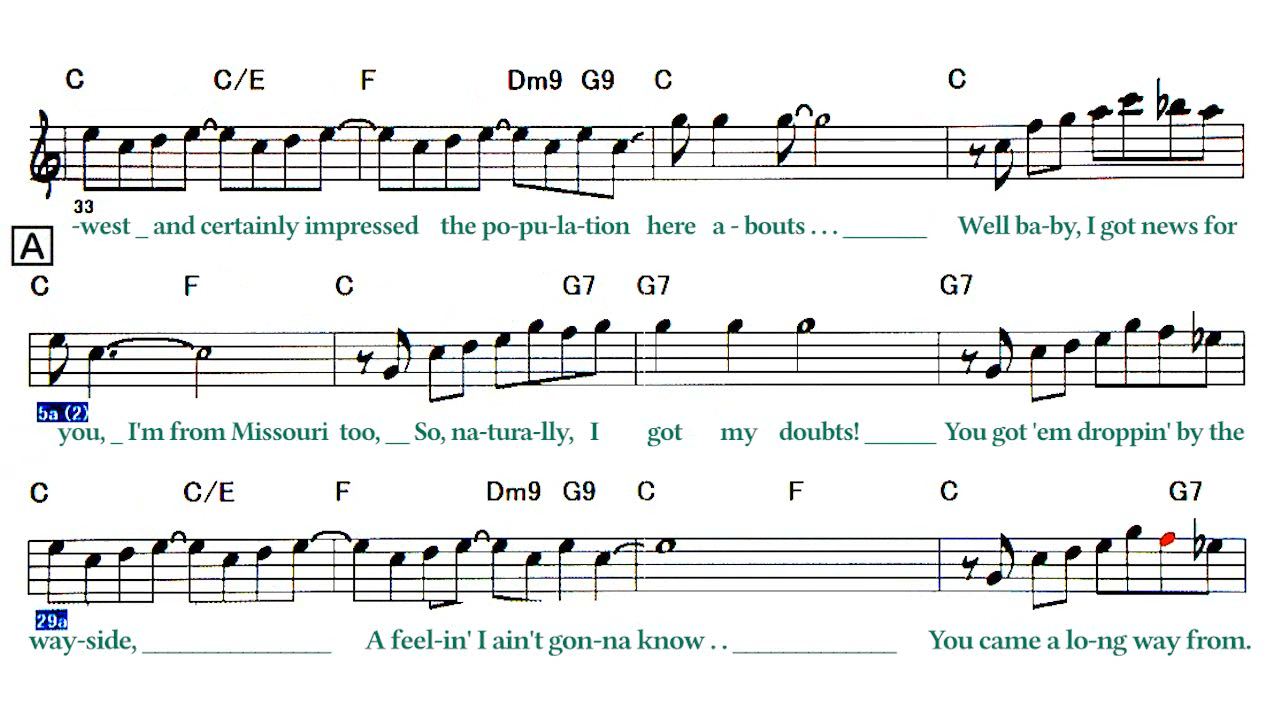 C C/E F Dm9 G9 C C
33
-west _ and certainly impressed the po-pu-la-tion here a - bouts . . . _______ Well ba-by, I got news for
A
C F C G7 G7 G7
5a (2)
you, _ I'm from Missouri too, __ So, na-tura-lly, I got my doubts! ______ You got 'em droppin' by the
C C/E F Dm9 G9 C F C G7
29a
way-side, ________________ A feel-in' I ain't gon-na know . . ______________ You came a lo-ng way from.